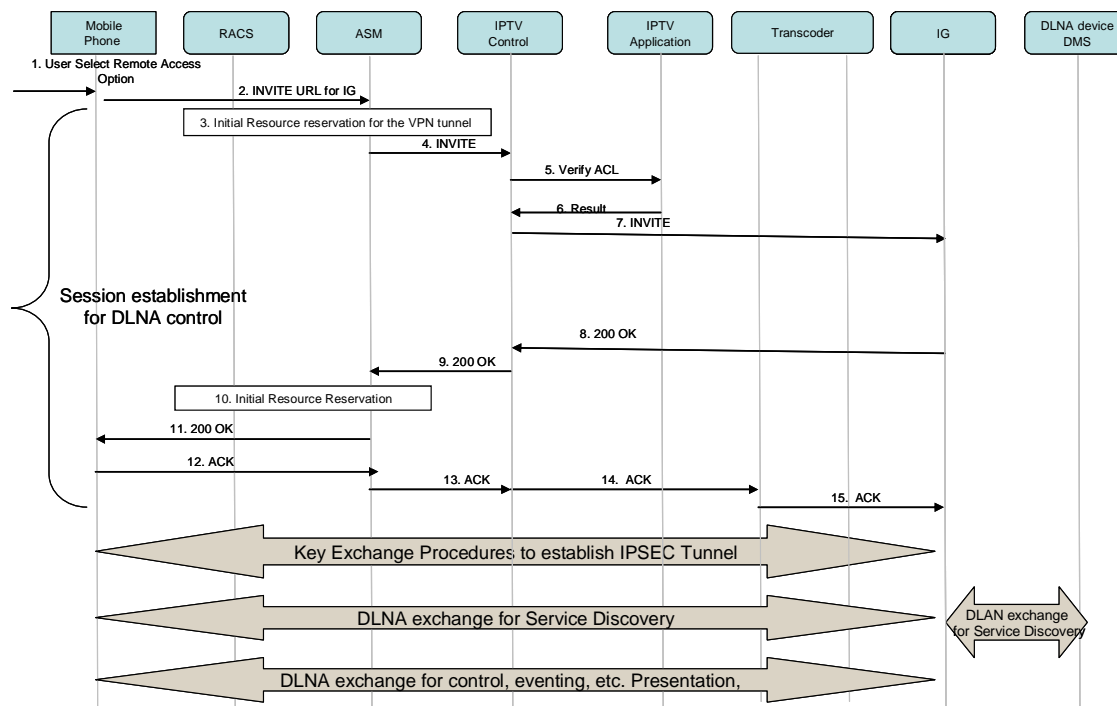 Mobile
Phone
RACS
ASM
IPTV
Control
IPTV
Application
Transcoder
IG
DLNA device
DMS
1. User Select Remote Access
Option
2. INVITE URL for IG
3. Initial Resource reservation for the VPN tunnel
4. INVITE
5. Verify ACL
6. Result
7. INVITE
Session establishment
for DLNA control
8. 200 OK
9. 200 OK
10. Initial Resource Reservation
11. 200 OK
12. ACK
13. ACK
14. ACK
15. ACK
Key Exchange Procedures to establish IPSEC Tunnel
DLNA exchange for Service Discovery
DLAN exchange
for Service Discovery
DLNA exchange for control, eventing, etc. Presentation,